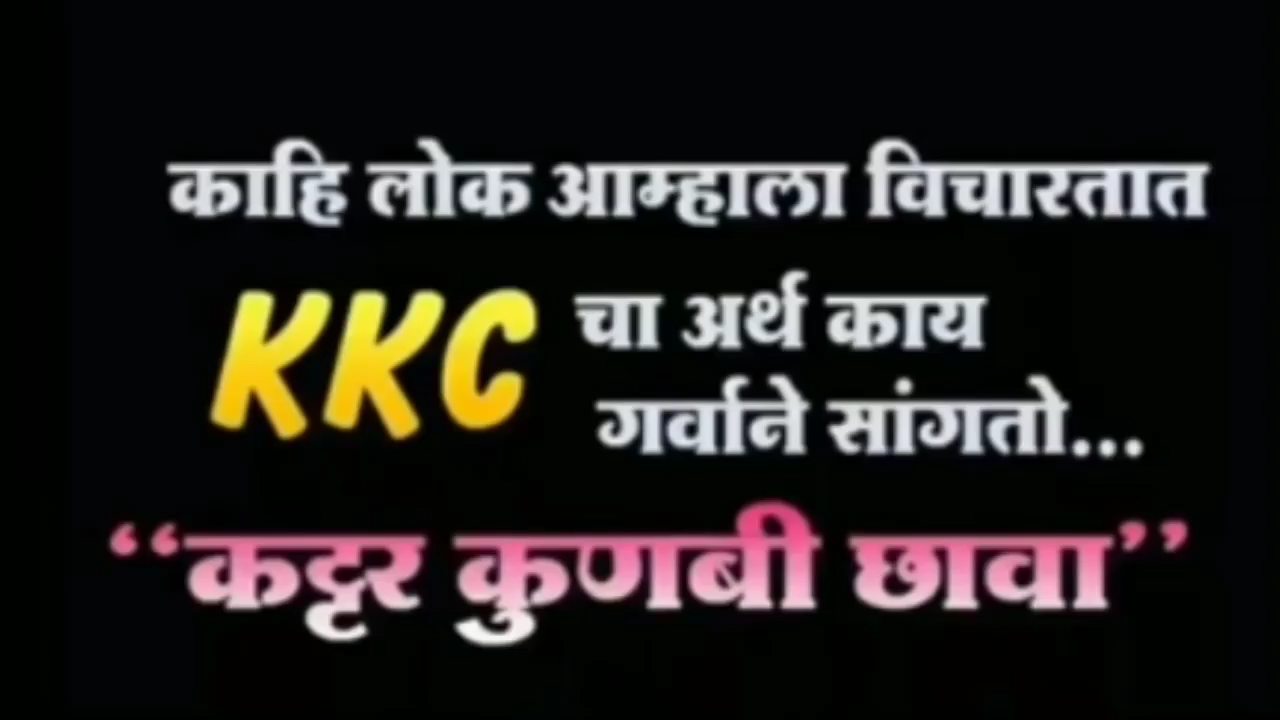 काहि लोक आम्हाला विचारतात
KKC चा अर्थ काय
गर्वाने सांगतो...
“कट्टर कुणबी छावा”